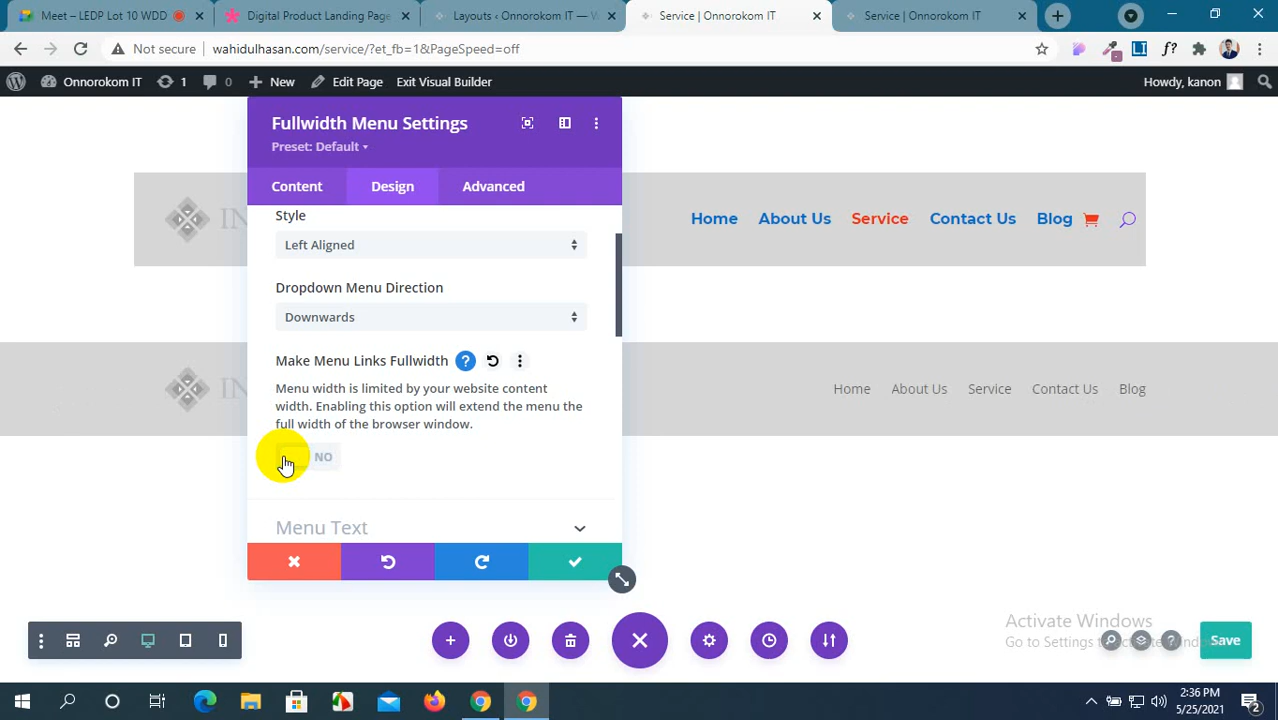 Meet – LEDP Lot 10 WDD
Digital Product Landing Page
Layouts ‹ Onnorokom IT — W
Service | Onnorokom IT
Service | Onnorokom IT
Not secure
wahidulhasan.com/service/?et_fb=1&PageSpeed=off
Onnorokom IT
1
New
Edit Page
Exit Visual Builder
Howdy, kanon
Fullwidth Menu Settings
Preset: Default
Content
Design
Advanced
Style
Left Aligned
Dropdown Menu Direction
Downwards
Make Menu Links Fullwidth
Menu width is limited by your website content
width. Enabling this option will extend the menu the
full width of the browser window.
NO
Menu Text
Home
About Us
Service
Contact Us
Blog
Home
About Us
Service
Contact Us
Blog
Activate Windows
Save
2:36 PM
5/25/2021
2